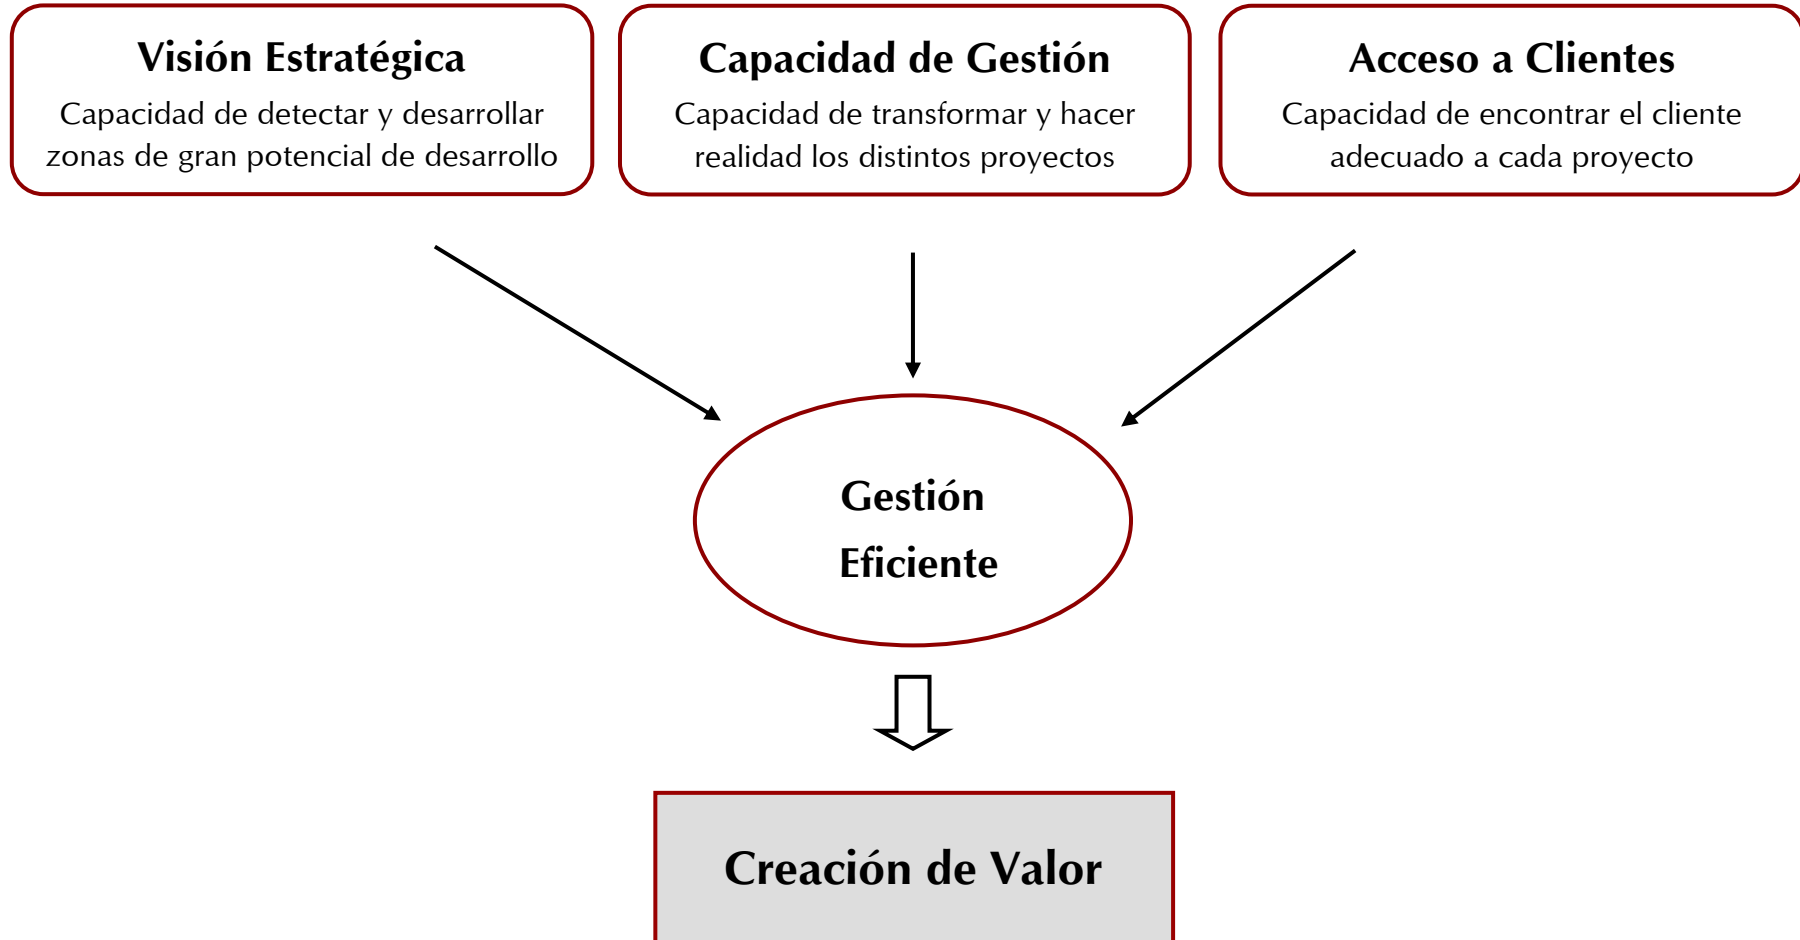 Visión Estratégica
Capacidad de detectar y desarrollar
zonas de gran potencial de desarrollo
Capacidad de Gestión
Capacidad de transformar y hacer
realidad los distintos proyectos
Acceso a Clientes
Capacidad de encontrar el cliente
adecuado a cada proyecto
Gestión
Eficiente
Creación de Valor